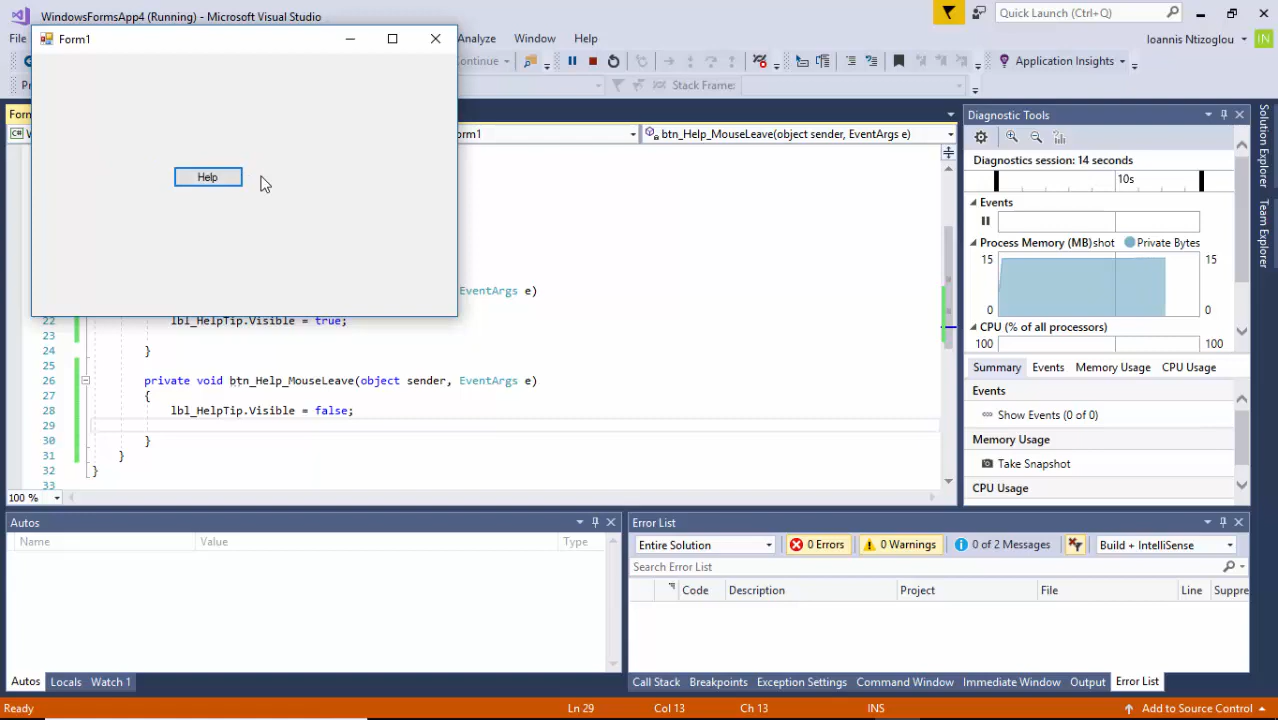 WindowsFormsApp4 (Running) - Microsoft Visual Studio
Quick Launch (Ctrl+Q)
Form1
File
Analyze
Window
Help
Ioannis Ntizoglou
IN
Continue
Application Insights
Stack Frame:
btn_Help_MouseLeave(object sender, EventArgs e)
Help
EventArgs e)
22 lbl_HelpTip.Visible = true;
23
24 }
25
26 private void btn_Help_MouseLeave(object sender, EventArgs e)
27 {
28 lbl_HelpTip.Visible = false;
29
30 }
31 }
32 }
33
100 %
Diagnostic Tools
Diagnostics session: 14 seconds
10s
Events
Process Memory (MB)shot
Private Bytes
15 15
0 0
CPU (% of all processors)
100 100
Summary Events Memory Usage CPU Usage
Events
Show Events (0 of 0)
Memory Usage
Take Snapshot
CPU Usage
Solution Explorer
Team Explorer
Autos
Name Value Type
Autos Locals Watch 1
Error List
Entire Solution 0 Errors 0 Warnings 0 of 2 Messages Build + IntelliSense
Search Error List
Code Description Project File Line Suppre
Call Stack Breakpoints Exception Settings Command Window Immediate Window Output Error List
Ready Ln 29 Col 13 Ch 13 INS Add to Source Control